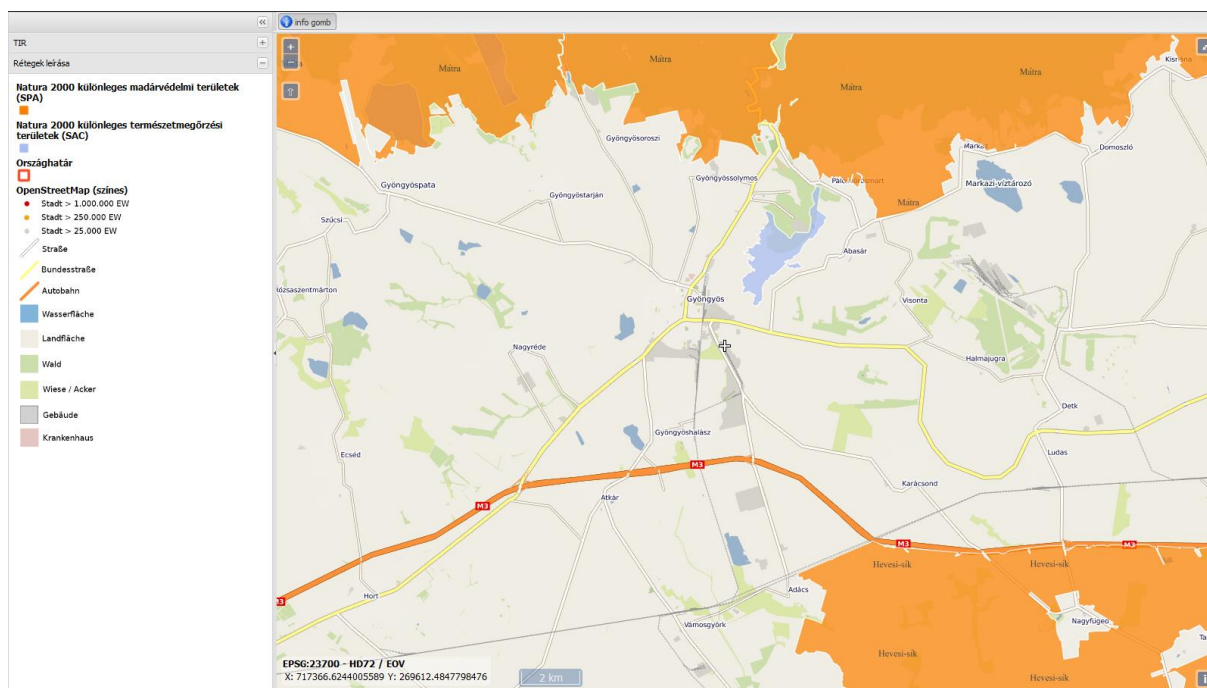 info gomb
TIR
Rétegek leírása
Natura 2000 különleges madárvédelmi területek
(SPA)
Natura 2000 különleges természetmegőrzési
területek (SAC)
Országhatár
OpenStreetMap (színes)
Stadt > 1.000.000 EW
Stadt > 250.000 EW
Stadt > 25.000 EW
Straße
Bundesstraße
Autobahn
Wasserfläche
Landfläche
Wald
Wiese / Acker
Gebäude
Krankenhaus
Mátra
Mátra
Mátra
Mátra
Gyöngyösoroszi
Domoszló
Gyöngyössolymos
Gyöngyöspata
Markazi-víztározó
Gyöngyöstarján
Mátra
Szűcsi
Abasár
Gyöngyös
Visonta
Nagyréde
Halmajugra
Detk
Gyöngyöshalász
Ludas
Ecséd
M3
Karácsond
Atkár
M3
M3
M3
Hevesi-sík
Hevesi-sík
Adács
Hort
Vámosgyörk
Hevesi-sík
Hevesi-sík
EPSG:23700 - HD72 / EOV
X: 717366.6244005589 Y: 269612.4847798476
2 km